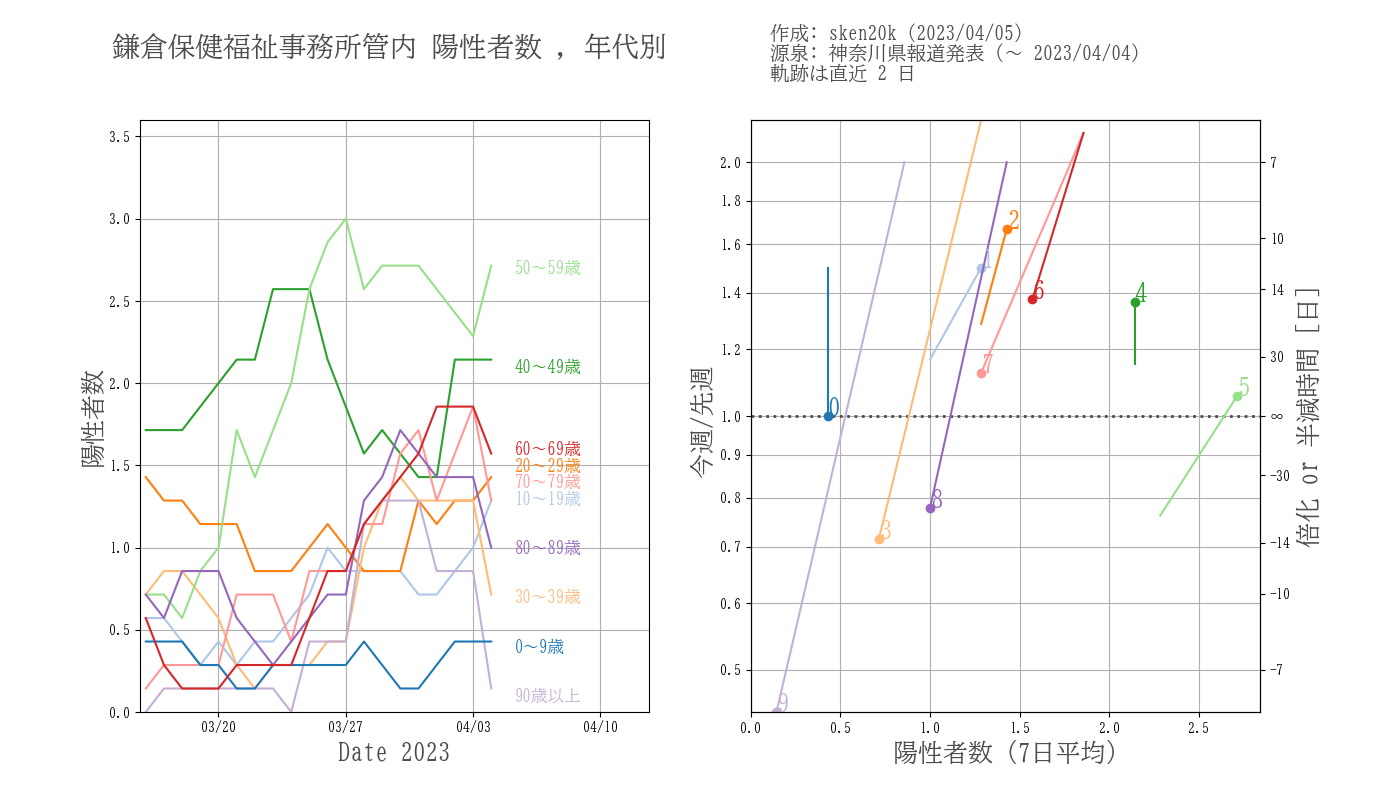 鎌倉保健福祉事務所管内 陽性者数 , 年代別
作成: sken20k (2023/04/05)
源泉: 神奈川県報道発表 (〜 2023/04/04)
軌跡は直近 2 日
陽性者数
3.5
3.0
2.5
2.0
1.5
1.0
0.5
0.0
50〜59歳
40〜49歳
60〜69歳
20〜29歳
70〜79歳
10〜19歳
80〜89歳
30〜39歳
0〜9歳
90歳以上
03/20
03/27
04/03
04/10
Date 2023
今週/先週
2.0
1.8
1.6
1.4
1.2
1.0
0.9
0.8
0.7
0.6
0.5
2
1
6
4
7
5
0
8
3
9
7
10
14
30
∞
−30
−14
−10
−7
倍化 or 半減時間 [日]
0.0
0.5
1.0
1.5
2.0
2.5
陽性者数 (7日平均)